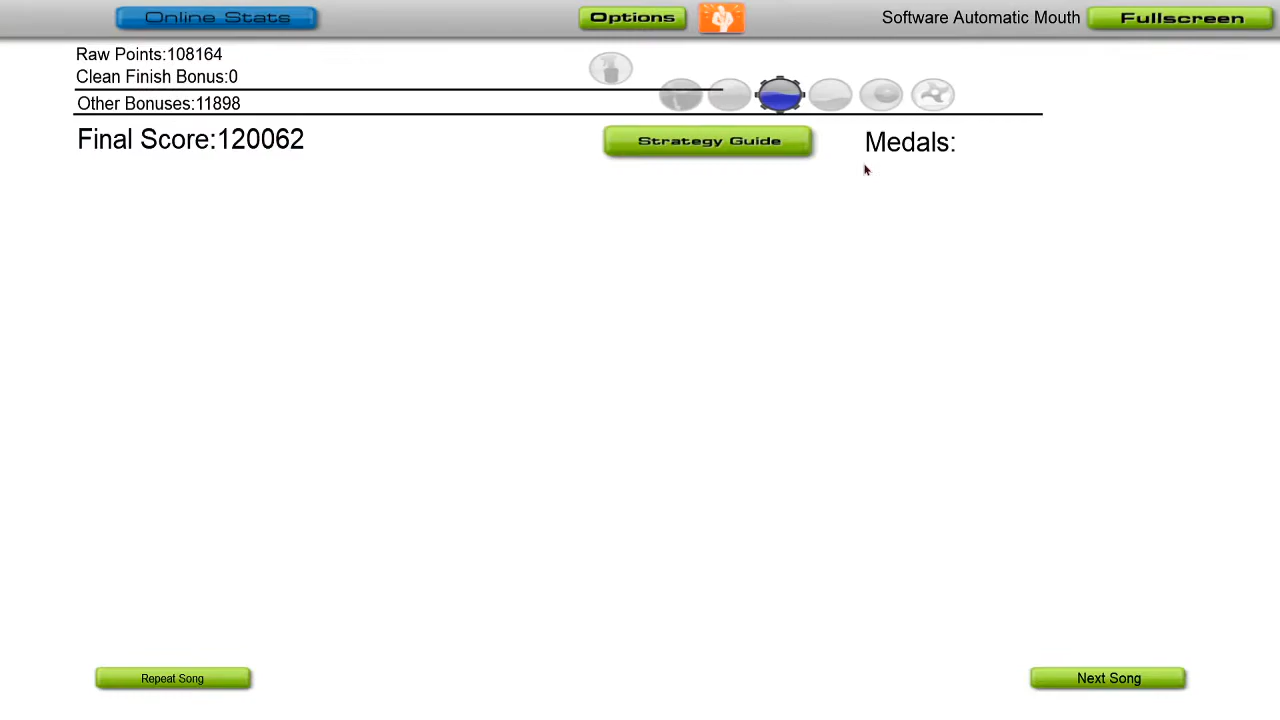 Online Stats
Options
Software Automatic Mouth
Fullscreen
Raw Points:108164
Clean Finish Bonus:0
Other Bonuses:11898
Final Score:120062
Strategy Guide
Medals:
Repeat Song
Next Song